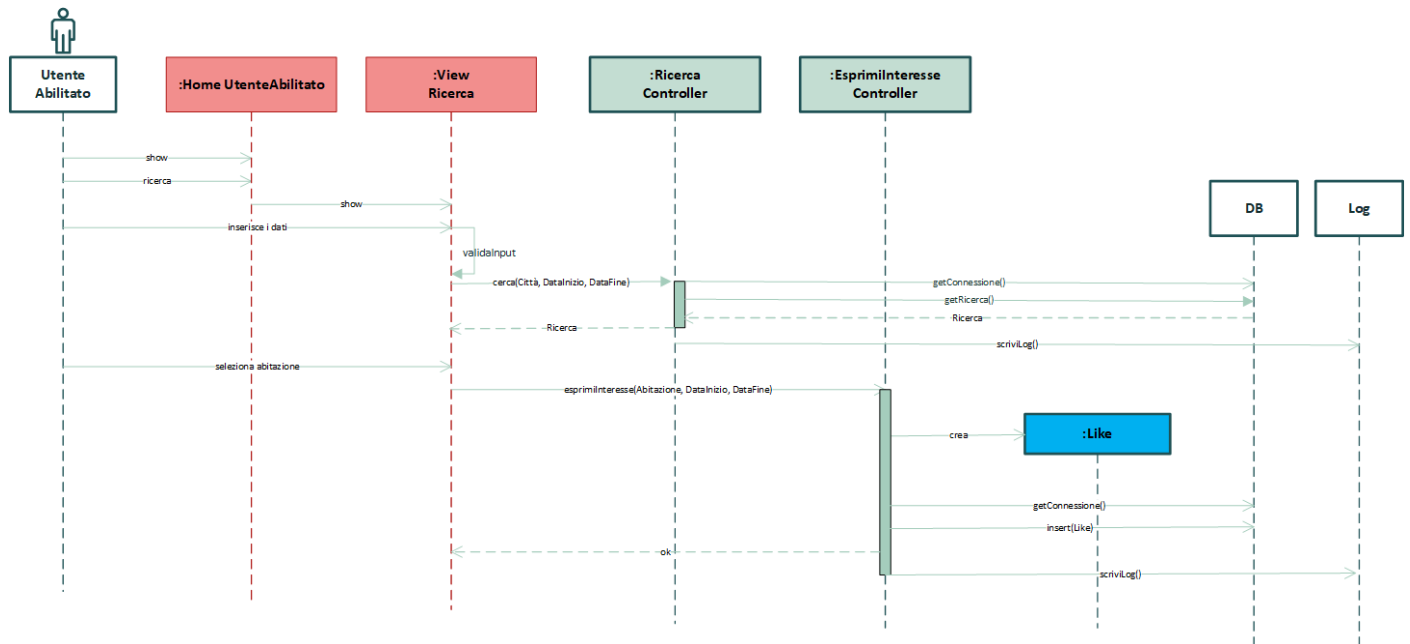 Utente
Abilitato
:Home UtenteAbilitato
:View
Ricerca
:Ricerca
Controller
:EsprimiInteresse
Controller
show
ricerca
DB
Log
show
inserisce i dati
validaInput
cerca(Città, DataInizio, DataFine)
getConnessione()
getRicerca()
Ricerca
Ricerca
scriviLog()
seleziona abitazione
esprimiInteresse(Abitazione, DataInizio, DataFine)
crea
:Like
getConnessione()
insert(Like)
ok
scriviLog()